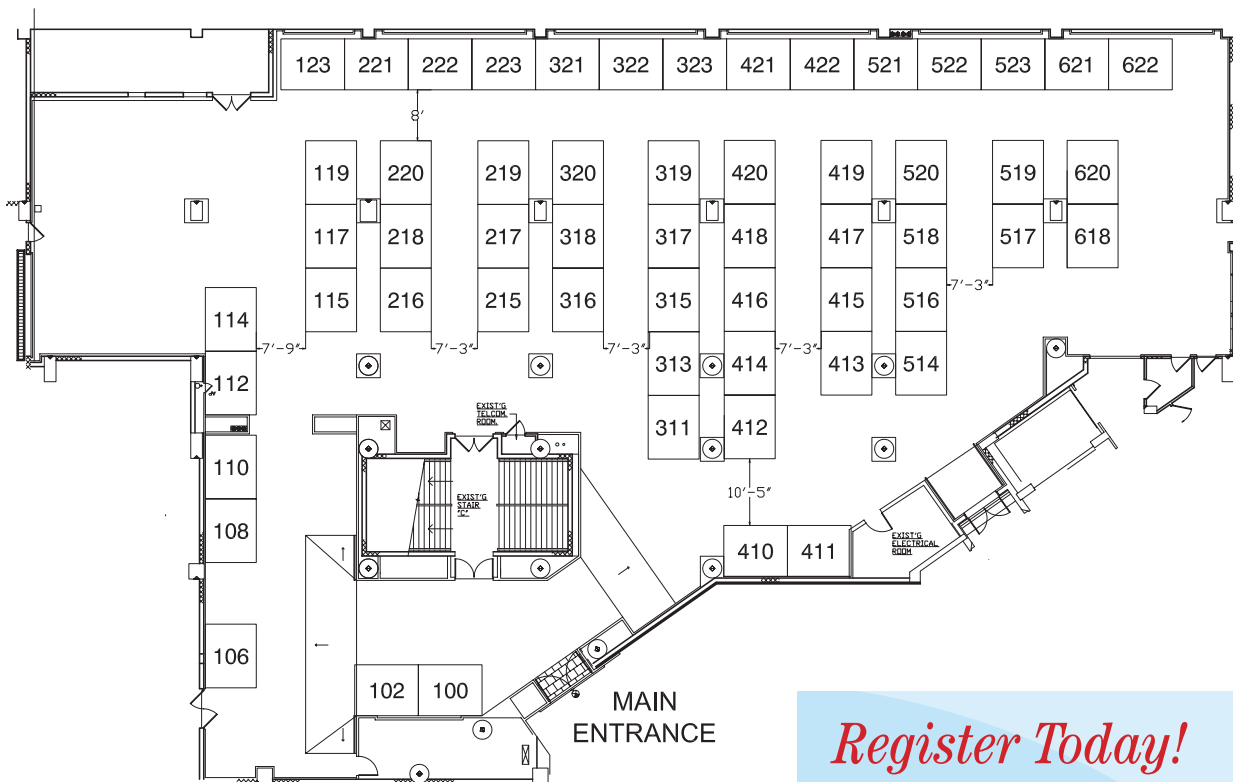 123 221 222 223 321 322 323 421 422 521 522 523 621 622
8'
119 220 219 320 319 420 419 520 519 620
117 218 217 318 317 418 417 518 517 618
115 216 215 316 315 416 415 516
7'-3"
114
7'-9" 7'-3" 7'-3" 7'-3"
112 313 414 413 514
EXIST'G
TELCOM.
ROOM.
311 412
110
EXIST'G
STAIR
"C"
10'-5"
108
EXIST'G
ELECTRICAL
ROOM
410 411
106
102 100
MAIN
ENTRANCE
Register Today!